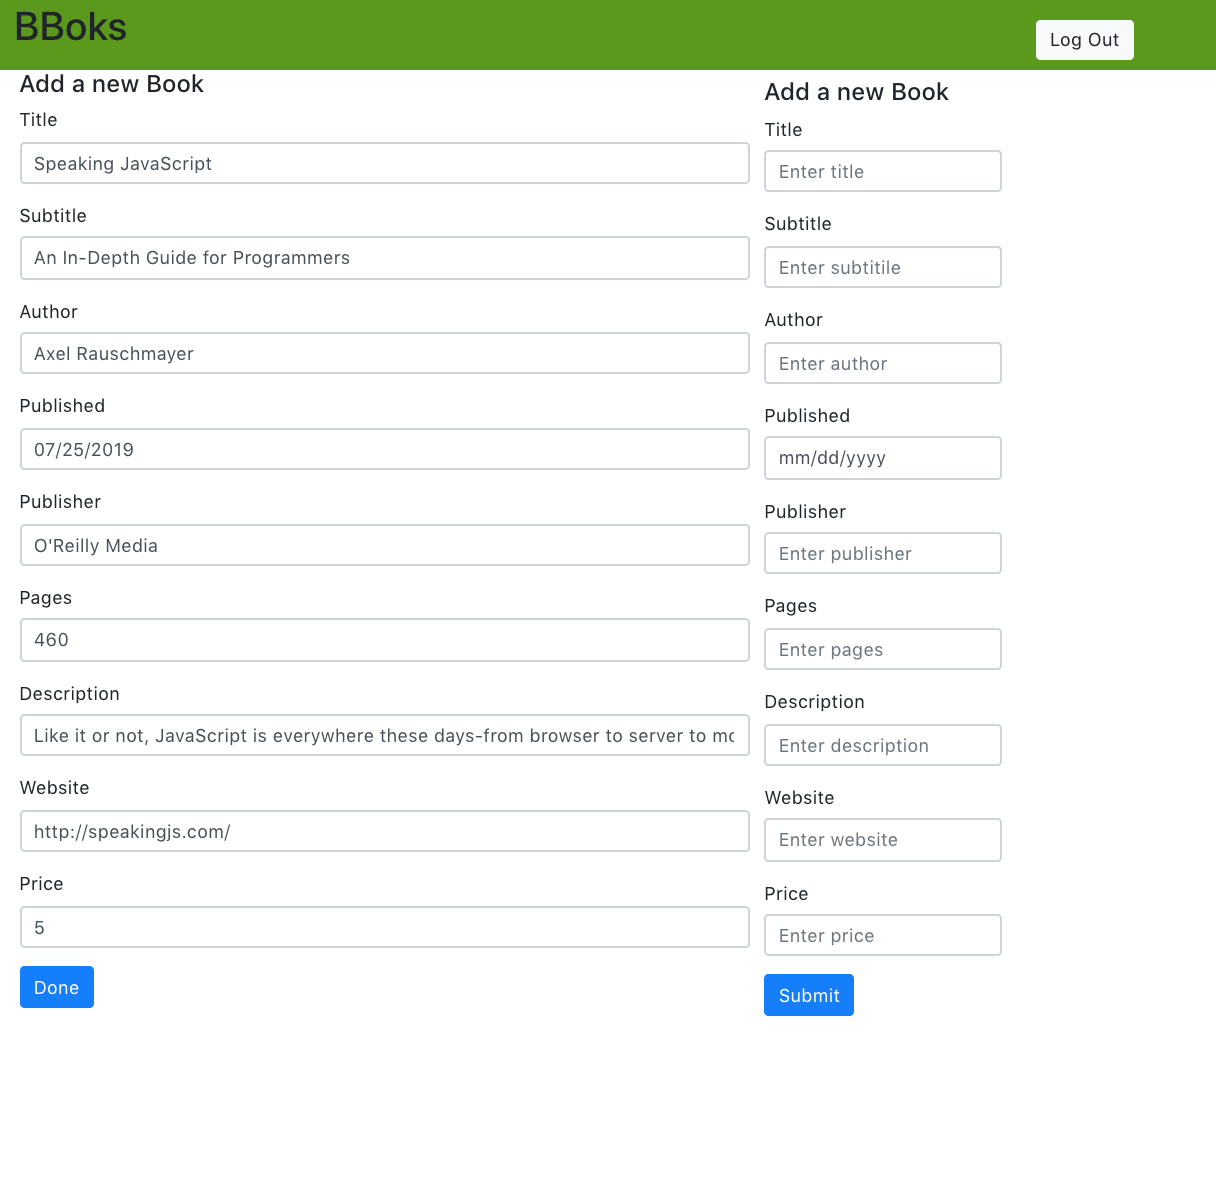 BBoks
Log Out
Add a new Book
Title
Speaking JavaScript
Subtitle
An In-Depth Guide for Programmers
Author
Axel Rauschmayer
Published
07/25/2019
Publisher
O'Reilly Media
Pages
460
Description
Like it or not, JavaScript is everywhere these days-from browser to server to
Website
http://speakingjs.com/
Price
5
Done
Add a new Book
Title
Enter title
Subtitle
Enter subtitile
Author
Enter author
Published
mm/dd/yyyy
Publisher
Enter publisher
Pages
Enter pages
Description
Enter description
Website
Enter website
Price
Enter price
Submit